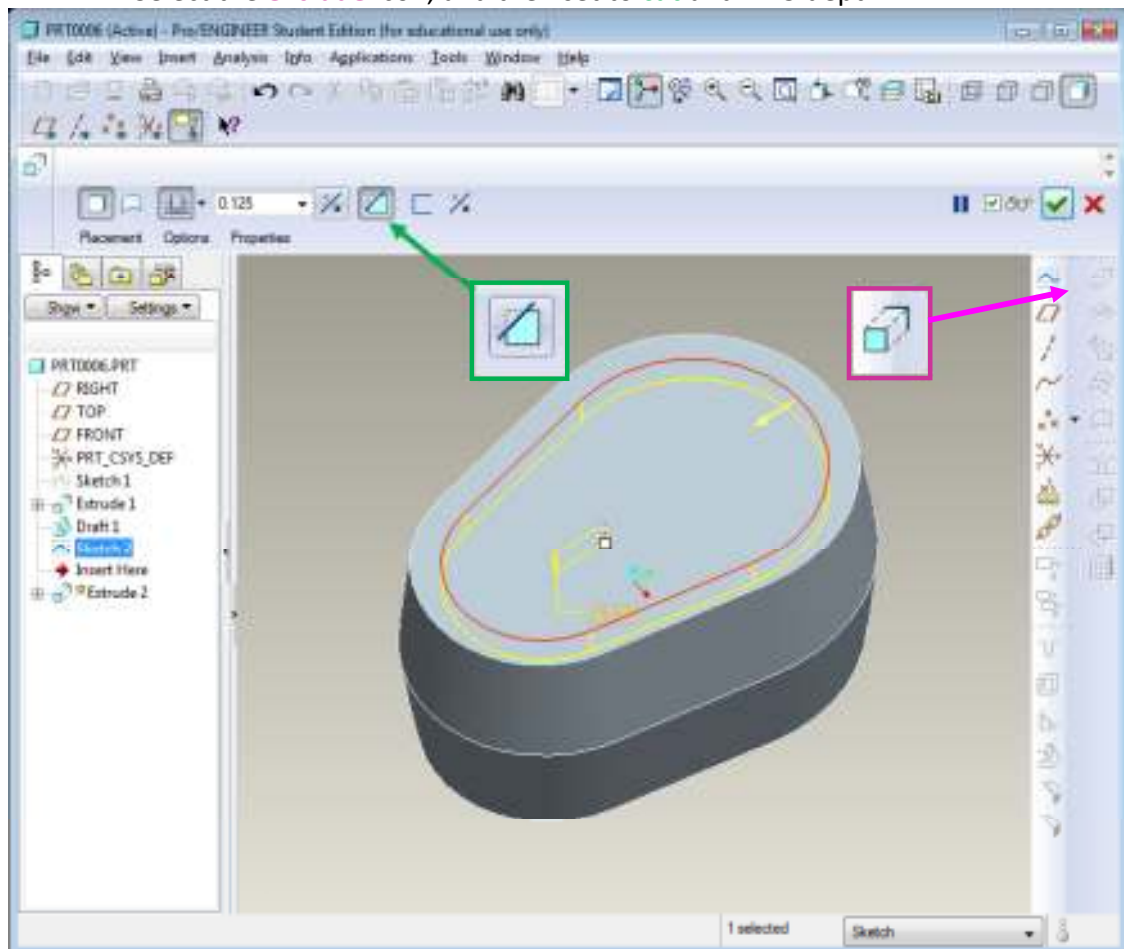 PRT0006 (Active) - Pro/ENGINEER Student Edition (for educational use only)
File Edit View Insert Analysis Info Applications Tools Window Help
0.125
Placement Options Properties
Show Settings
PRT0006.PRT
RIGHT
TOP
FRONT
PRT_CSYS_DEF
Sketch 1
Extrude 1
Draft 1
Sketch 2
Insert Here
Extrude 2
1 selected Sketch